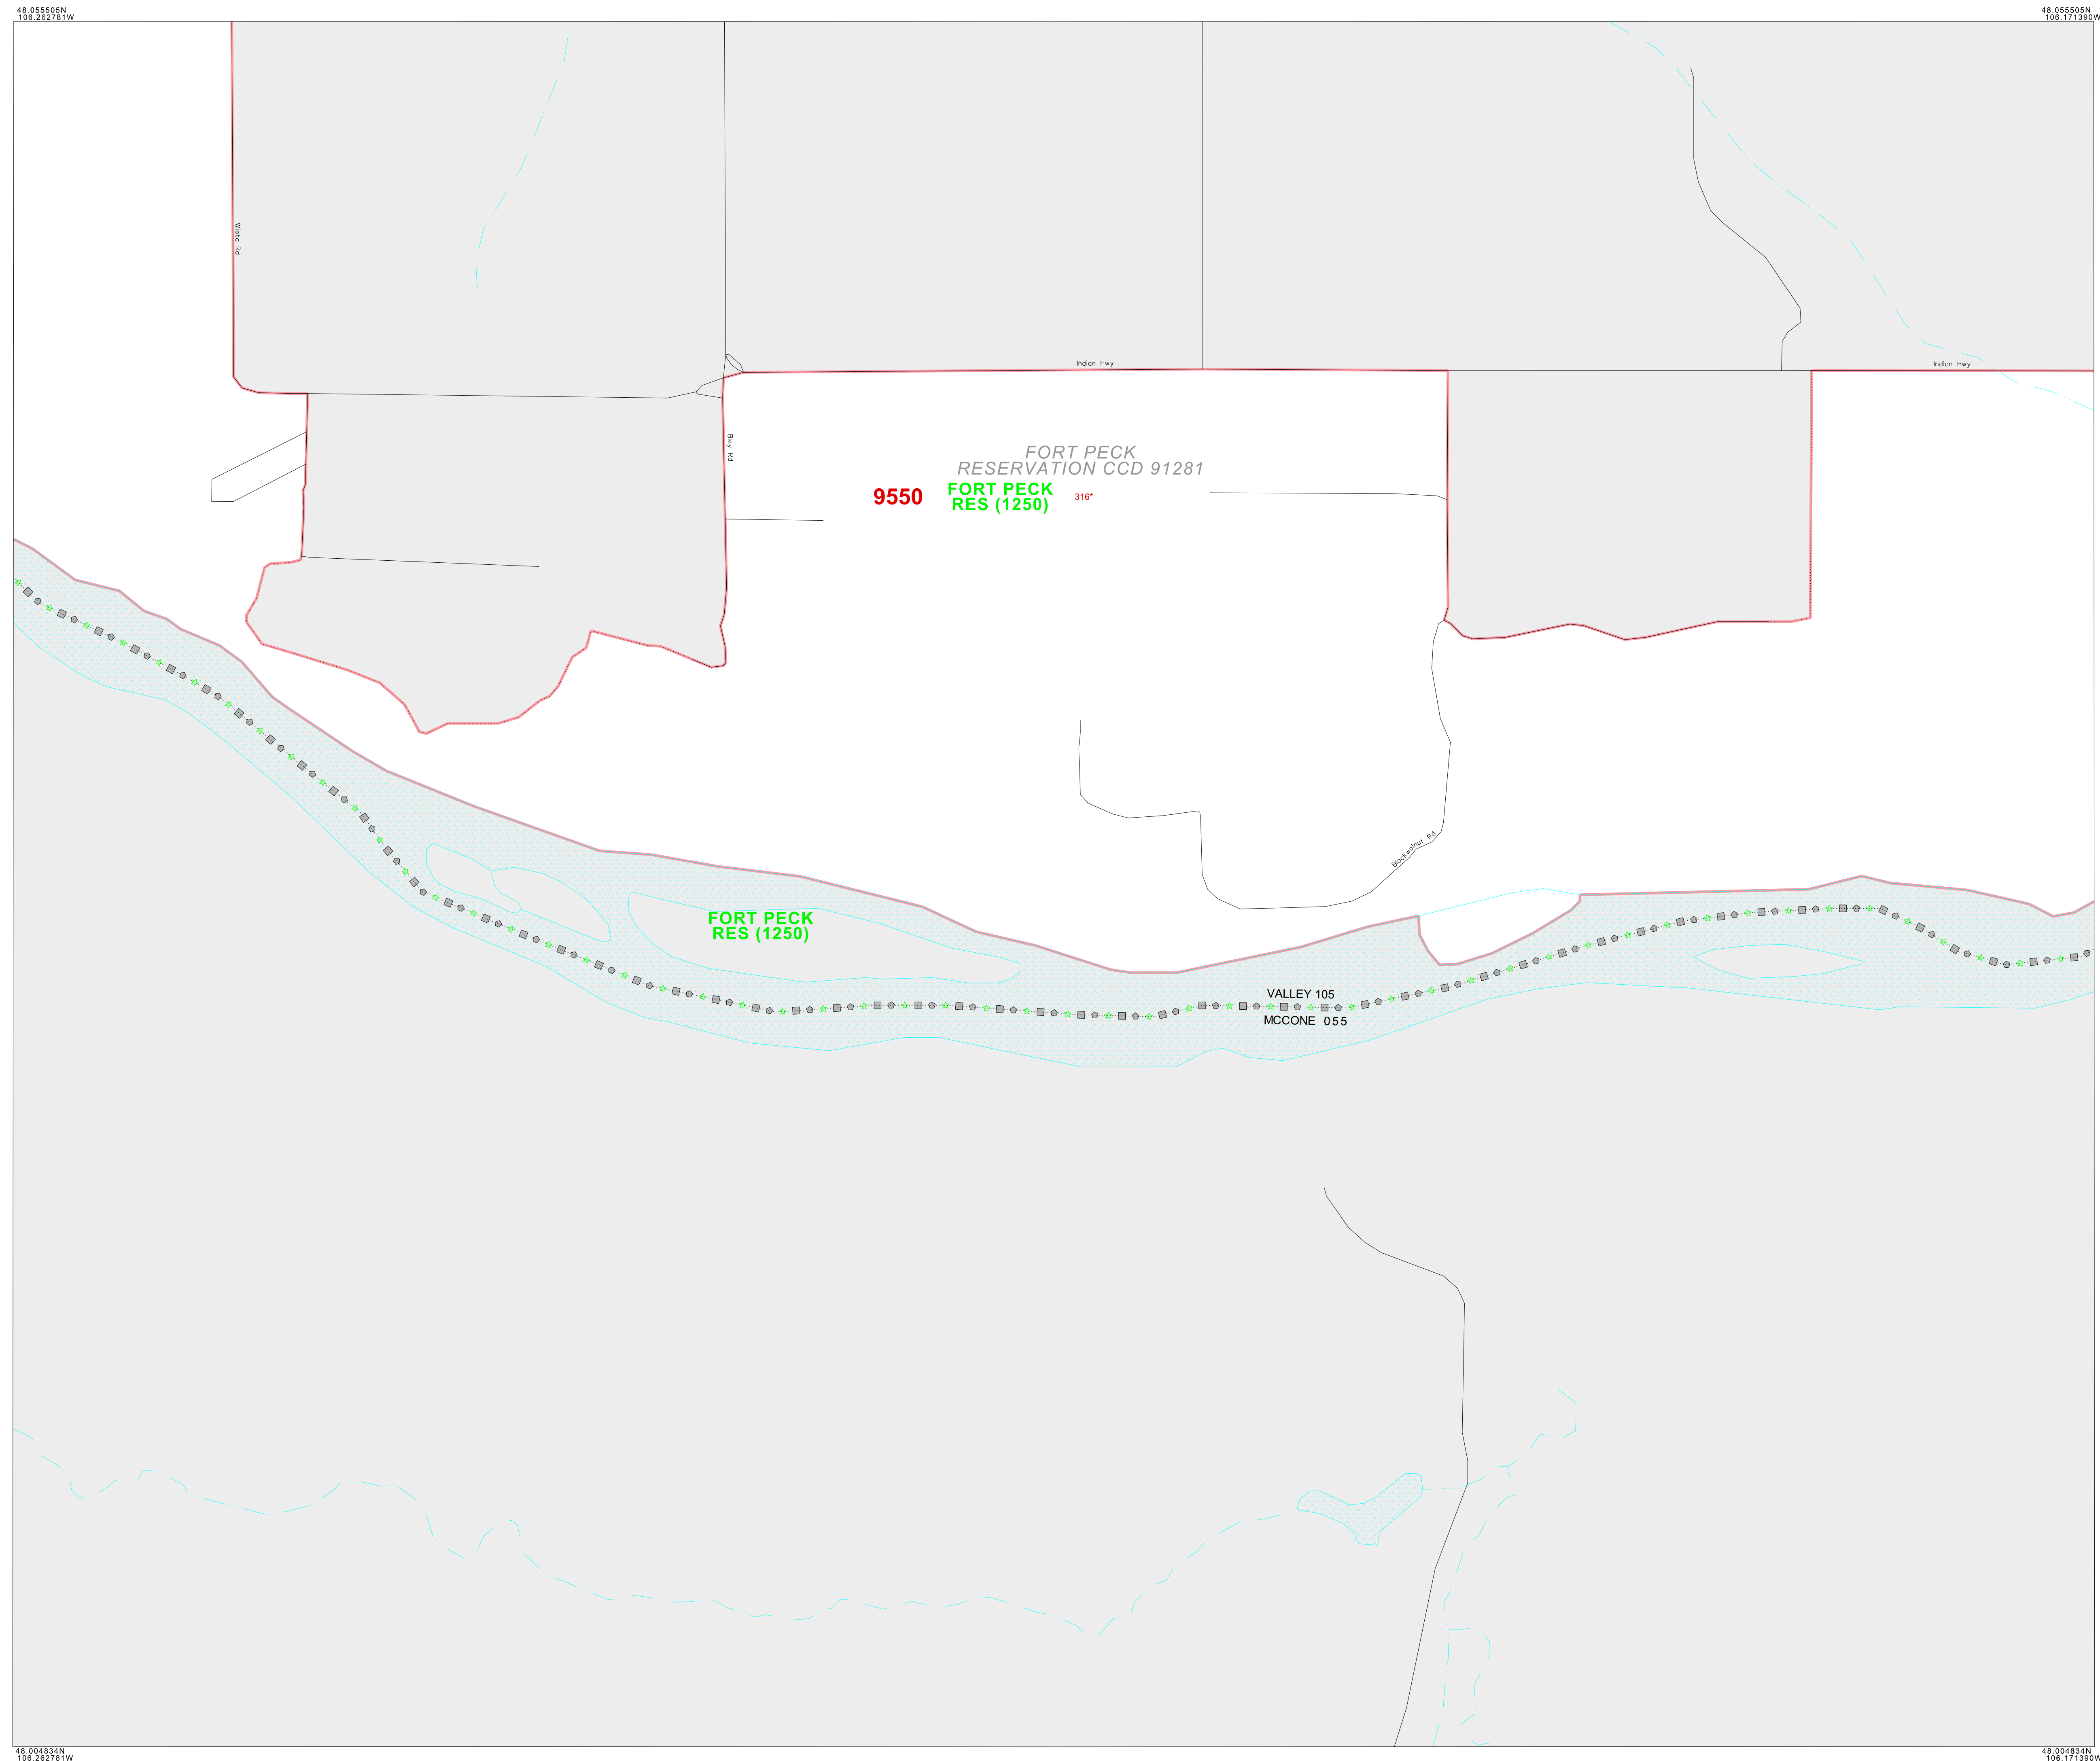 48.055505N
106.262781W
48.055505N
106.171390W
Wiota Rd
Indian Hwy
Indian Hwy
Bley Rd
FORT PECK
RESERVATION CCD 91281
9550
FORT PECK
RES (1250)
316*
Blackwalnut Rd
FORT PECK
RES (1250)
VALLEY 105
MCCONE 055
48.004834N
106.262781W
48.004834N
106.171390W